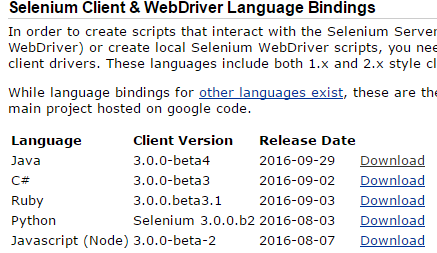 Selenium Client & WebDriver Language Bindings
In order to create scripts that interact with the Selenium Server
WebDriver) or create local Selenium WebDriver scripts, you nee
client drivers. These languages include both 1.x and 2.x style cl
While language bindings for other languages exist, these are the
main project hosted on google code.
Language Client Version Release Date
Java 3.0.0-beta4 2016-09-29 Download
C# 3.0.0-beta3 2016-09-02 Download
Ruby 3.0.0.beta3.1 2016-09-03 Download
Python Selenium 3.0.0.b2 2016-08-03 Download
Javascript (Node) 3.0.0-beta-2 2016-08-07 Download